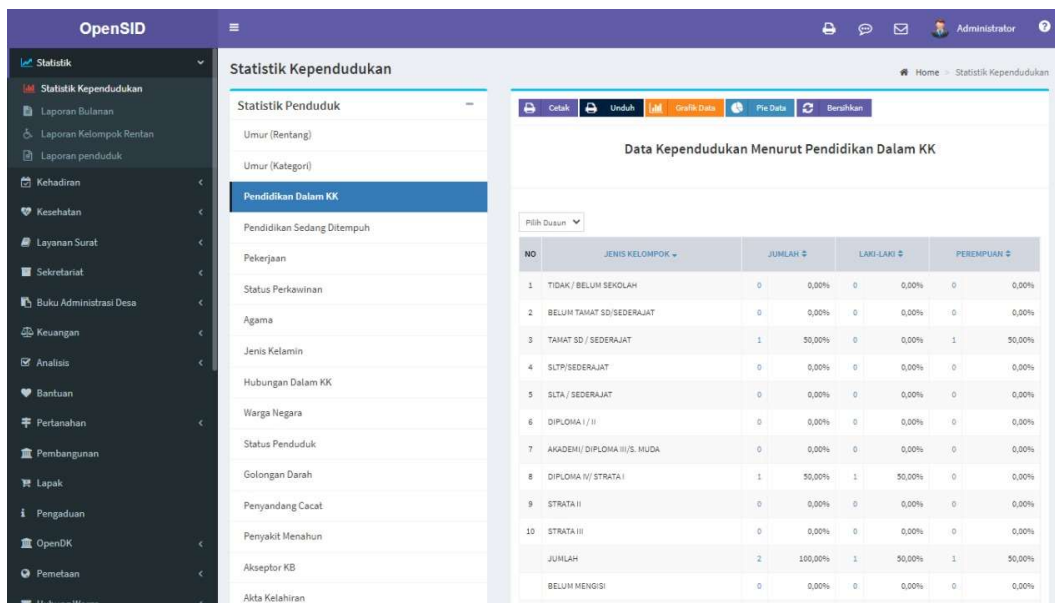 OpenSID
Administrator
Statistik
Statistik Kependudukan
Laporan Bulanan
Laporan Kelompok Rentan
Laporan penduduk
Kehadiran
Kesehatan
Layanan Surat
Sekretariat
Buku Administrasi Desa
Keuangan
Analisis
Bantuan
Pertanahan
Pembangunan
Lapak
Pengaduan
OpenDK
Pemetaan
Statistik Kependudukan
Home > Statistik Kependudukan
Statistik Penduduk
Umur (Rentang)
Umur (Kategori)
Pendidikan Dalam KK
Pendidikan Sedang Ditempuh
Pekerjaan
Status Perkawinan
Agama
Jenis Kelamin
Hubungan Dalam KK
Warga Negara
Status Penduduk
Golongan Darah
Penyandang Cacat
Penyakit Menahun
Akseptor KB
Akta Kelahiran
Cetak Unduh Grafik Data Pie Data Bersihkan
Data Kependudukan Menurut Pendidikan Dalam KK
Pilih Dusun
NO JENIS KELOMPOK JUMLAH LAKI-LAKI PEREMPUAN
1 TIDAK / BELUM SEKOLAH 0 0,00% 0 0,00% 0 0,00%
2 BELUM TAMAT SD/SEDERAJAT 0 0,00% 0 0,00% 0 0,00%
3 TAMAT SD / SEDERAJAT 1 50,00% 0 0,00% 1 50,00%
4 SLTP/SEDERAJAT 0 0,00% 0 0,00% 0 0,00%
5 SLTA / SEDERAJAT 0 0,00% 0 0,00% 0 0,00%
6 DIPLOMA I / II 0 0,00% 0 0,00% 0 0,00%
7 AKADEMI/ DIPLOMA III/S. MUDA 0 0,00% 0 0,00% 0 0,00%
8 DIPLOMA IV/ STRATA I 1 50,00% 1 50,00% 0 0,00%
9 STRATA II 0 0,00% 0 0,00% 0 0,00%
10 STRATA III 0 0,00% 0 0,00% 0 0,00%
JUMLAH 2 100,00% 1 50,00% 1 50,00%
BELUM MENGISI 0 0,00% 0 0,00% 0 0,00%